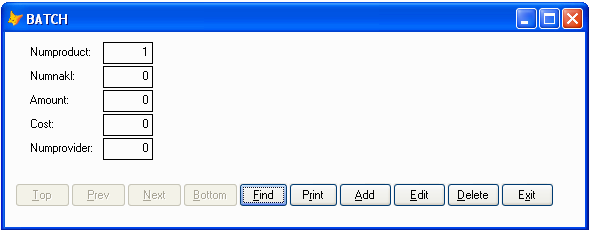 BATCH
Numproduct: 1
Numnakl: 0
Amount: 0
Cost: 0
Numprovider: 0
Top Prev Next Bottom Find Print Add Edit Delete Exit